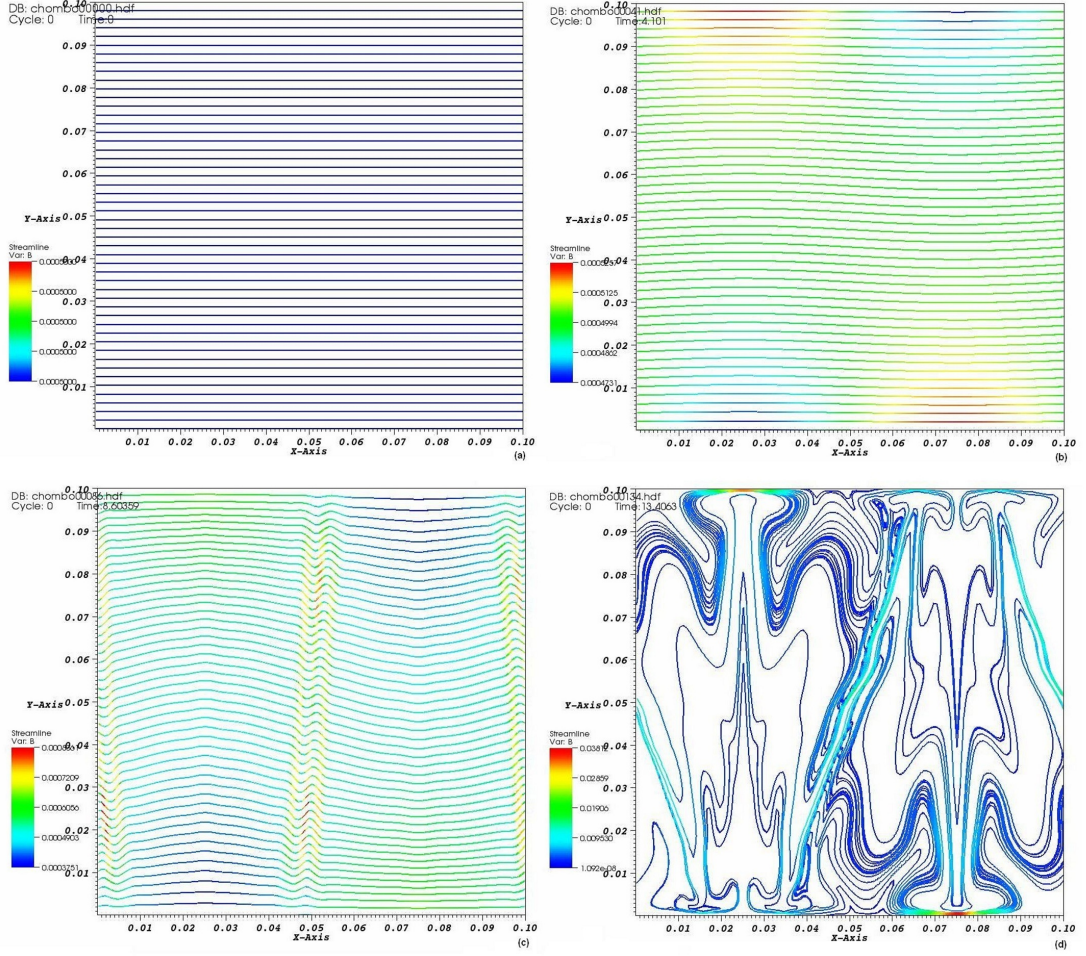 DB: chombo00000.hdf
Cycle: 0 Time:0
0.10
0.09
0.08
0.07
0.06
Y-Axis 0.05
0.04
0.03
0.02
0.01
Streamline
Var: B
0.0005000
0.0005000
0.0005000
0.0005000
0.0005000
0.01 0.02 0.03 0.04 0.05 0.06 0.07 0.08 0.09 0.10
X-Axis
(a)
DB: chombo00041.hdf
Cycle: 0 Time:4.101
0.10
0.09
0.08
0.07
0.06
Y-Axis 0.05
0.04
0.03
0.02
0.01
Streamline
Var: B
0.0005125
0.0004994
0.0004862
0.0004731
0.01 0.02 0.03 0.04 0.05 0.06 0.07 0.08 0.09 0.10
X-Axis
(b)
DB: chombo00086.hdf
Cycle: 0 Time:8.60359
0.10
0.09
0.08
0.07
0.06
Y-Axis 0.05
0.04
0.03
0.02
0.01
Streamline
Var: B
0.0007209
0.0006056
0.0004903
0.0003751
0.01 0.02 0.03 0.04 0.05 0.06 0.07 0.08 0.09 0.10
X-Axis
(c)
DB: chombo00134.hdf
Cycle: 0 Time:13.4063
0.10
0.09
0.08
0.07
0.06
Y-Axis 0.05
0.04
0.03
0.02
0.01
Streamline
Var: B
0.02859
0.01906
0.009530
1.092e-08
0.01 0.02 0.03 0.04 0.05 0.06 0.07 0.08 0.09 0.10
X-Axis
(d)